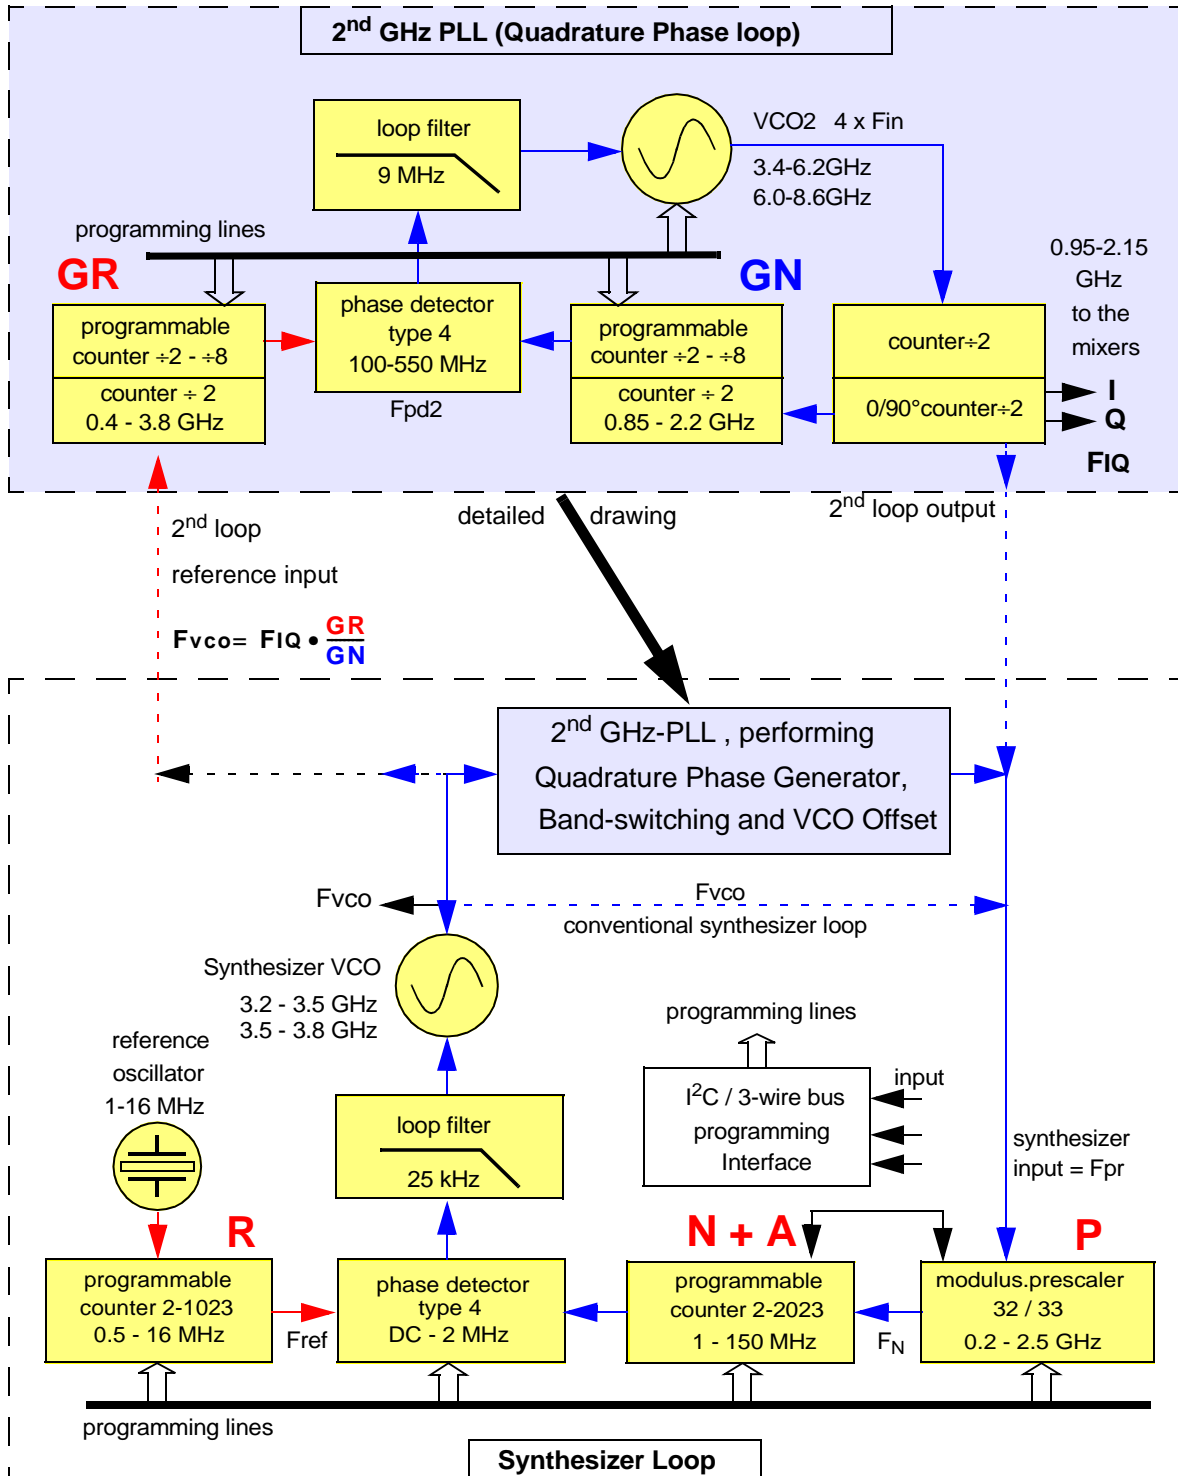 2nd GHz PLL (Quadrature Phase loop)
loop filter
9 MHz
VCO2 4 x Fin
3.4-6.2GHz
6.0-8.6GHz
programming lines
GR
GN
0.95-2.15
GHz
to the
mixers
programmable
counter ÷2 - ÷8
counter ÷ 2
0.4 - 3.8 GHz
phase detector
type 4
100-550 MHz
Fpd2
programmable
counter ÷2 - ÷8
counter ÷ 2
0.85 - 2.2 GHz
counter÷2
0/90°counter÷2
I
Q
FIQ
2nd loop
reference input
detailed drawing
2nd loop output
Fvco= FIQ • GR
GN
2nd GHz-PLL , performing
Quadrature Phase Generator,
Band-switching and VCO Offset
Fvco
Fvco
conventional synthesizer loop
Synthesizer VCO
3.2 - 3.5 GHz
3.5 - 3.8 GHz
reference
oscillator
1-16 MHz
programming lines
I2C / 3-wire bus
programming
Interface
input
synthesizer
input = Fpr
loop filter
25 kHz
R
N + A
P
programmable
counter 2-1023
0.5 - 16 MHz
Fref
phase detector
type 4
DC - 2 MHz
programmable
counter 2-2023
1 - 150 MHz
FN
modulus.prescaler
32 / 33
0.2 - 2.5 GHz
programming lines
Synthesizer Loop